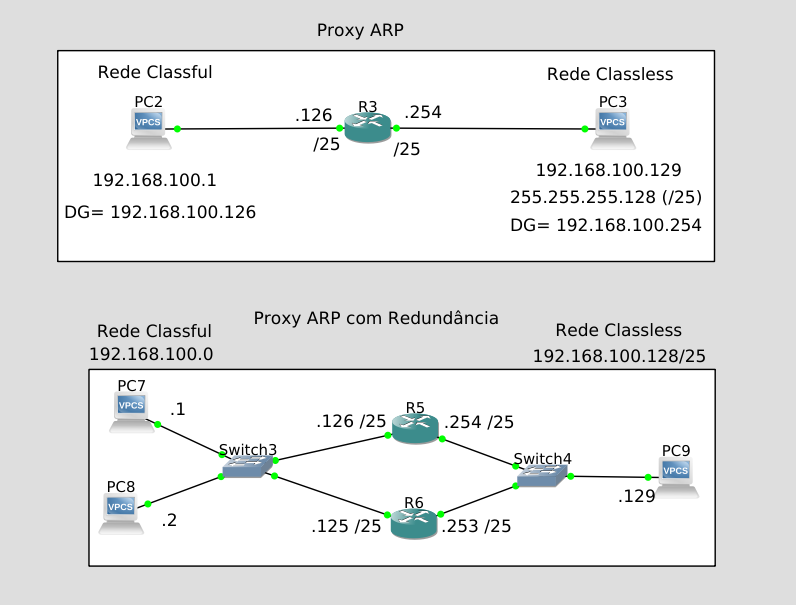 Proxy ARP
Rede Classful
Rede Classless
PC2
VPCS
.126
/25
R3
.254
/25
PC3
VPCS
192.168.100.1
DG= 192.168.100.126
192.168.100.129
255.255.255.128 (/25)
DG= 192.168.100.254
Proxy ARP com Redundância
Rede Classful
192.168.100.0
Rede Classless
192.168.100.128/25
PC7
VPCS
.1
PC8
VPCS
.2
Switch3
.126 /25
R5
.254 /25
.125 /25
R6
.253 /25
Switch4
PC9
VPCS
.129